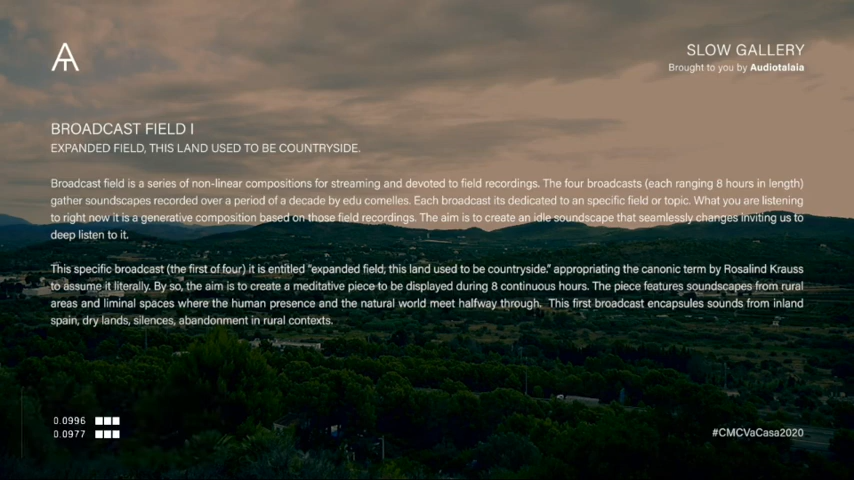 SLOW GALLERY
Brought to you by Audiotalaia
BROADCAST FIELD I
EXPANDED FIELD, THIS LAND USED TO BE COUNTRYSIDE.
Broadcast field is a series of non-linear compositions for streaming and devoted to field recordings. The four broadcasts (each ranging 8 hours in length)
gather soundscapes recorded over a period of a decade by edu comelles. Each broadcast its dedicated to an specific field or topic. What you are listening
to right now it is a generative composition based on those field recordings. The aim is to create an idle soundscape that seamlessly changes inviting us to
deep listen to it.
This specific broadcast (the first of four) it is entitled "expanded field, this land used to be countryside." appropriating the canonic term by Rosalind Krauss
to assume it literally. By so, the aim is to create a meditative piece to be displayed during 8 continuous hours. The piece features soundscapes from rural
areas and liminal spaces where the human presence and the natural world meet halfway through. This first broadcast encapsules sounds from inland
spain, dry lands, silences, abandonment in rural contexts.
0.0996
0.0977
#CMCVaCasa2020